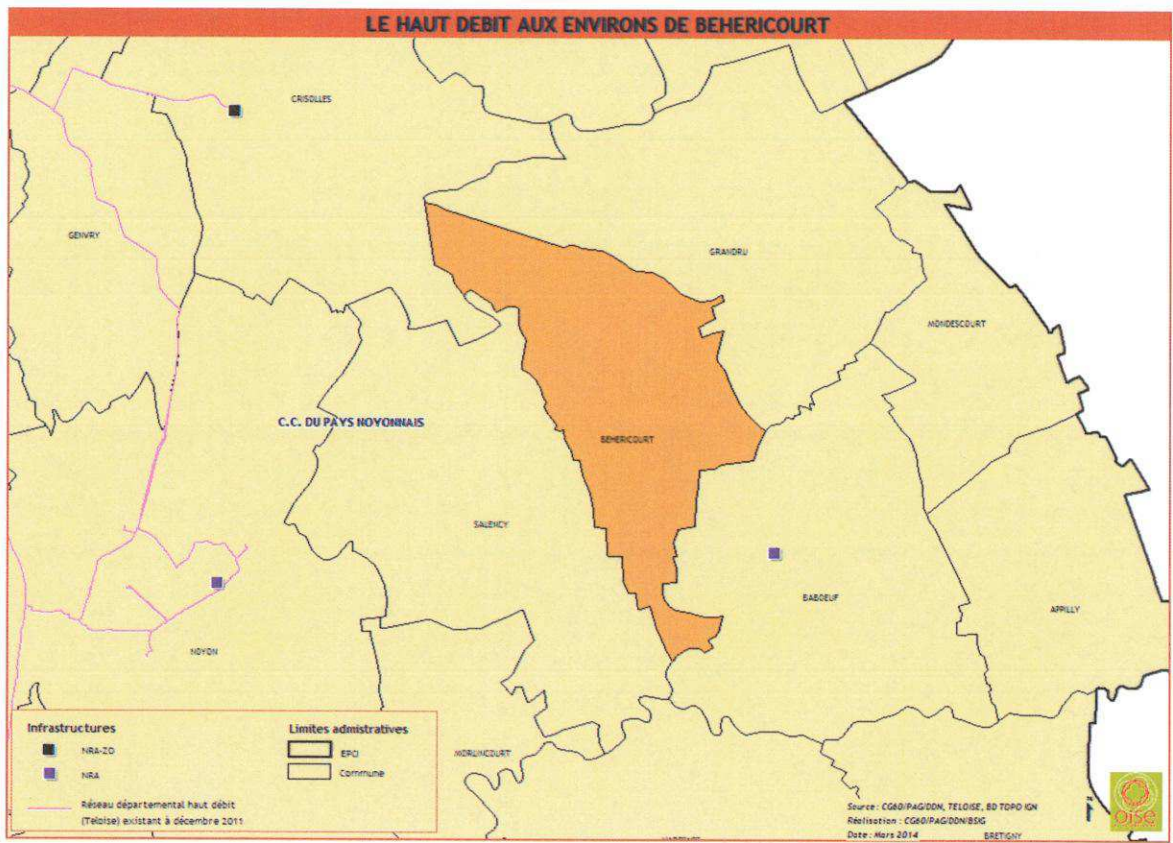 LE HAUT DEBIT AUX ENVIRONS DE BEHERICOURT
CRISOLLES
GENVRY
GRANDRU
MONDESCOURT
C.C. DU PAYS NOYONNAIS
BEHERICOURT
SALENCY
BABOEUF
APPILLY
NOYON
MORLINCOURT
BRETIGNY
Infrastructures
NRA-ZO
NRA
Réseau départemental haut débit
(Teloise) existant à décembre 2011
Limites admistratives
EPCI
Commune
Source : CG60/PAG/DDN, TELOISE, BD TOPO IGN
Réalisation : CG60/PAG/DDN/BSIG
Date : Mars 2014
oise